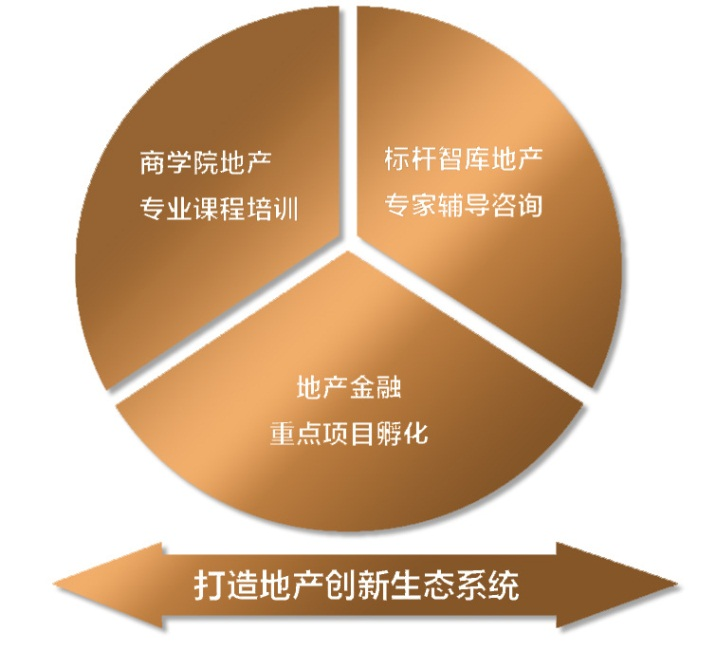 商学院地产
专业课程培训
标杆智库地产
专家辅导咨询
地产金融
重点项目孵化
打造地产创新生态系统